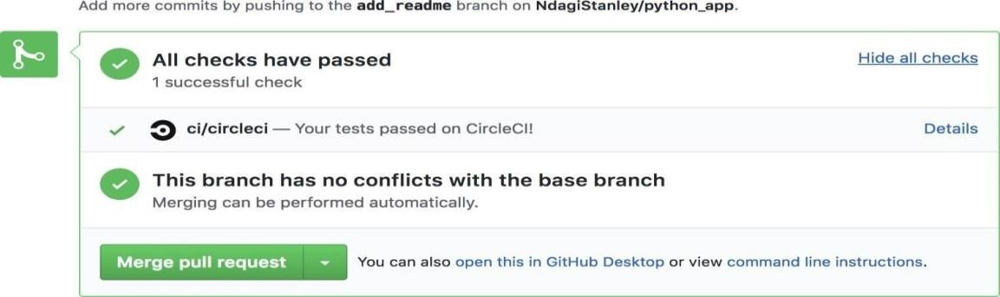 Add more commits by pushing to the add_readme branch on NdagiStanley/python_app.
All checks have passed
Hide all checks
1 successful check
ci/circleci — Your tests passed on CircleCI!
Details
This branch has no conflicts with the base branch
Merging can be performed automatically.
Merge pull request
You can also open this in GitHub Desktop or view command line instructions.